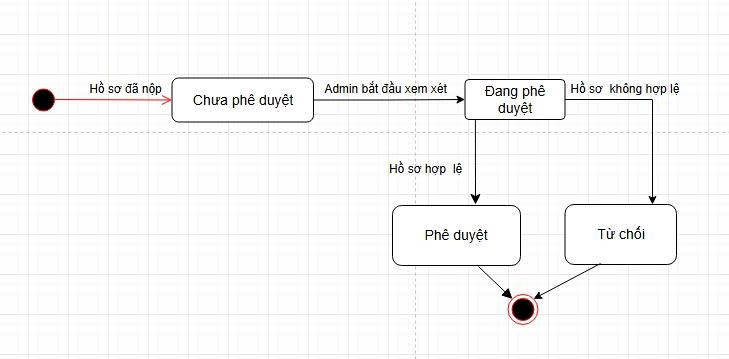 Hồ sơ đã nộp
Chưa phê duyệt
Admin bắt đầu xem xét
Đang phê
duyệt
Hồ sơ không hợp lệ
Hồ sơ hợp lệ
Phê duyệt
Từ chối